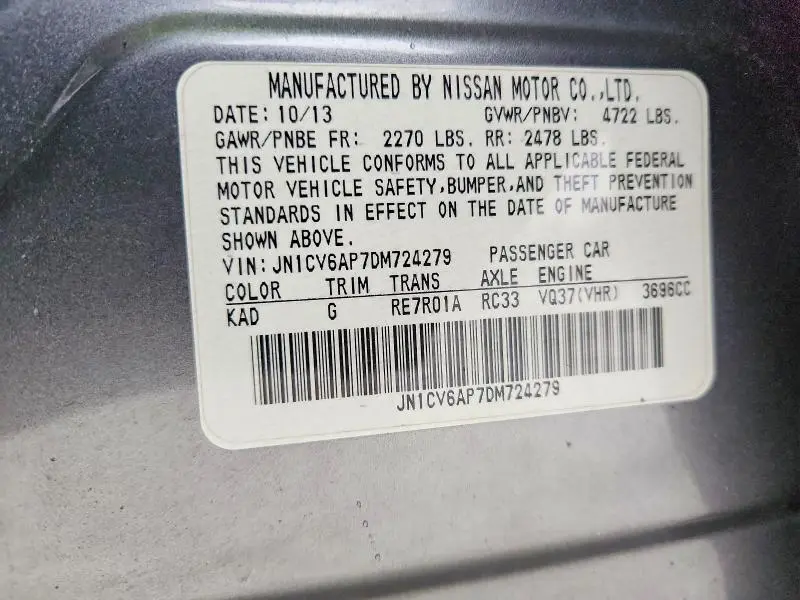 MANUFACTURED BY NISSAN MOTOR CO.,LTD.
DATE: 10/13 GVWR/PNBV: 4722 LBS.
GAWR/PNBE FR: 2270 LBS. RR: 2478 LBS.
THIS VEHICLE CONFORMS TO ALL APPLICABLE FEDERAL
MOTOR VEHICLE SAFETY,BUMPER,AND THEFT PREVENTION
STANDARDS IN EFFECT ON THE DATE OF MANUFACTURE
SHOWN ABOVE.
VIN: JN1CV6AP7DM724279 PASSENGER CAR
COLOR TRIM TRANS AXLE ENGINE
KAD G RE7R01A RC33 VQ37(VHR) 3696CC
JN1CV6AP7DM724279